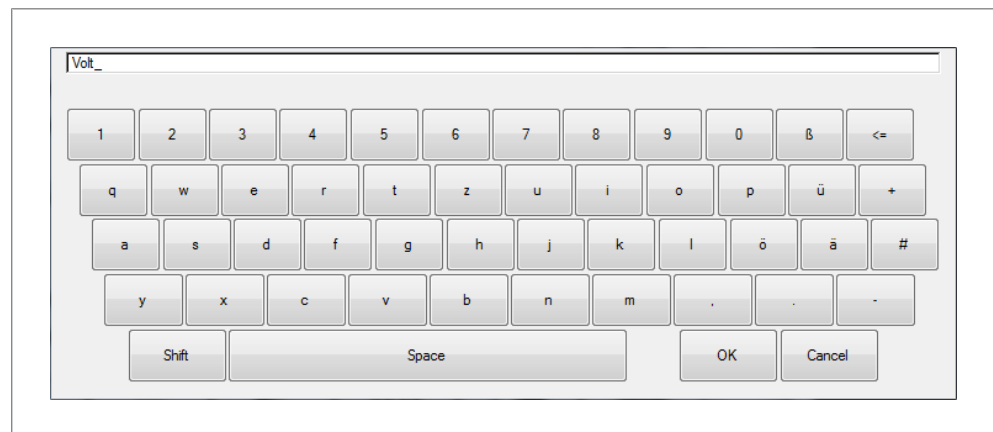 Volt_
1 2 3 4 5 6 7 8 9 0 ß <=
q w e r t z u i o p ü +
a s d f g h j k l ö ä #
y x c v b n m , . -
Shift Space OK Cancel